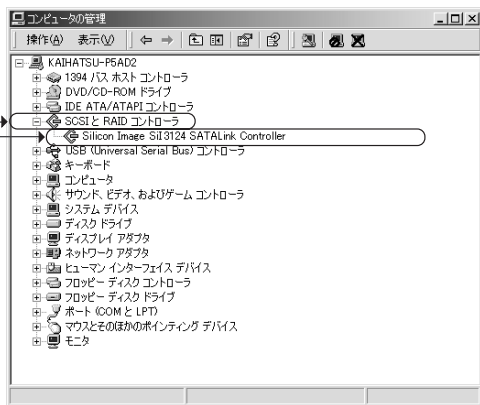 コンピュータの管理
操作(A) 表示(V)
KAIHATSU-P5AD2
1394 バス ホスト コントローラ
DVD/CD-ROM ドライブ
IDE ATA/ATAPI コントローラ
SCSI と RAID コントローラ
Silicon Image SiI 3124 SATALink Controller
USB (Universal Serial Bus) コントローラ
キーボード
コンピュータ
サウンド、ビデオ、およびゲーム コントローラ
システム デバイス
ディスク ドライブ
ディスプレイ アダプタ
ネットワーク アダプタ
ヒューマン インターフェイス デバイス
フロッピー ディスク コントローラ
フロッピー ディスク ドライブ
ポート (COM と LPT)
マウスとそのほかのポインティング デバイス
モニタ